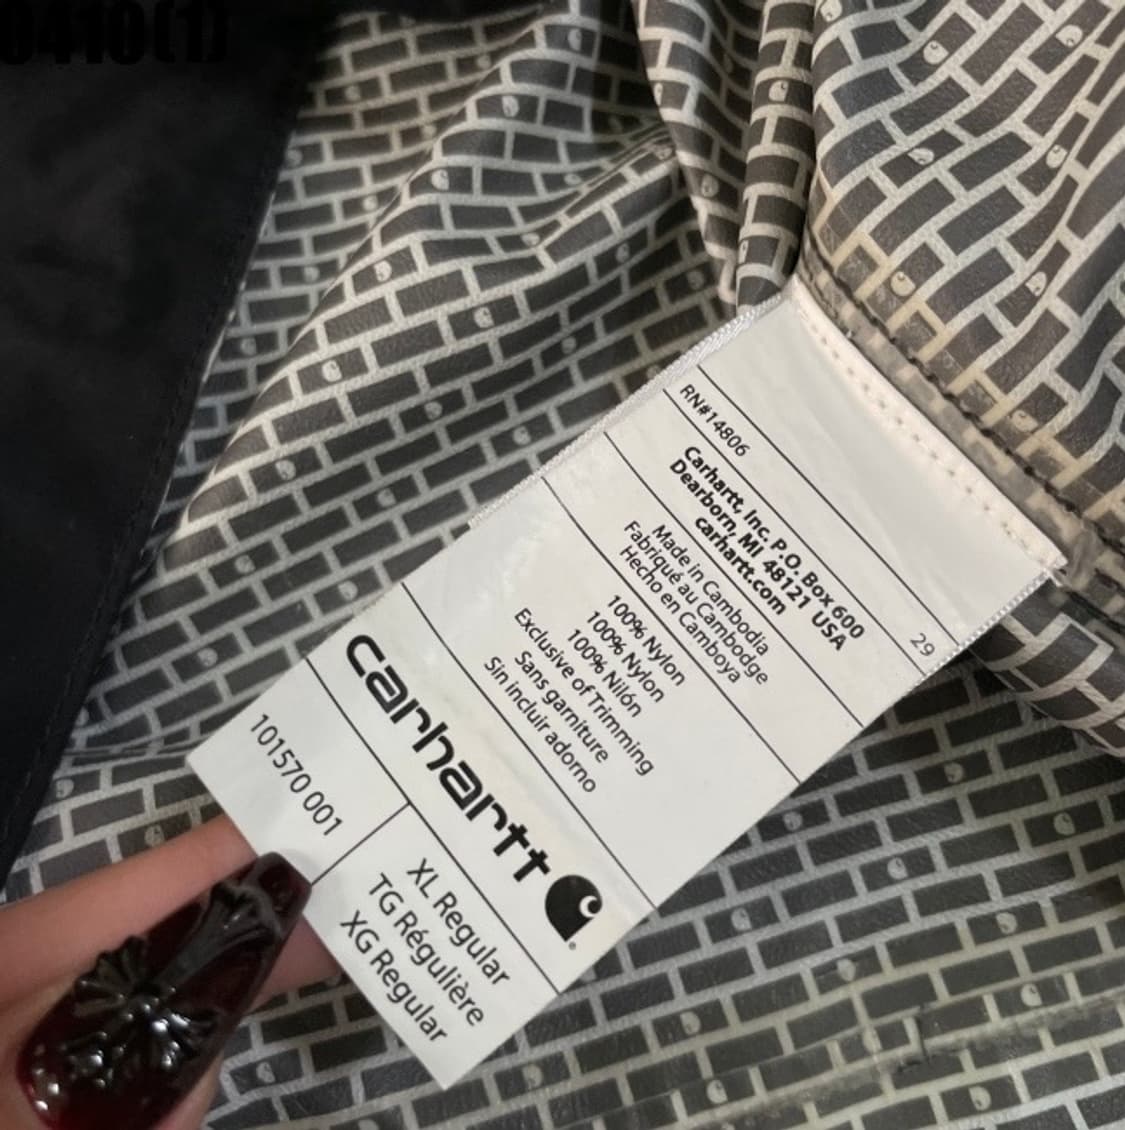 0410(1)
RN#14806
29
Carhartt, Inc. P.O. Box 600
Dearborn, MI 48121 USA
carhartt.com
Made in Cambodia
Fabriqué au Cambodge
Hecho en Camboya
100% Nylon
100% Nylon
100% Nilón
Exclusive of Trimming
Sans garniture
Sin incluir adorno
carhartt
101570 001
XL Regular
TG Régulière
XG Regular